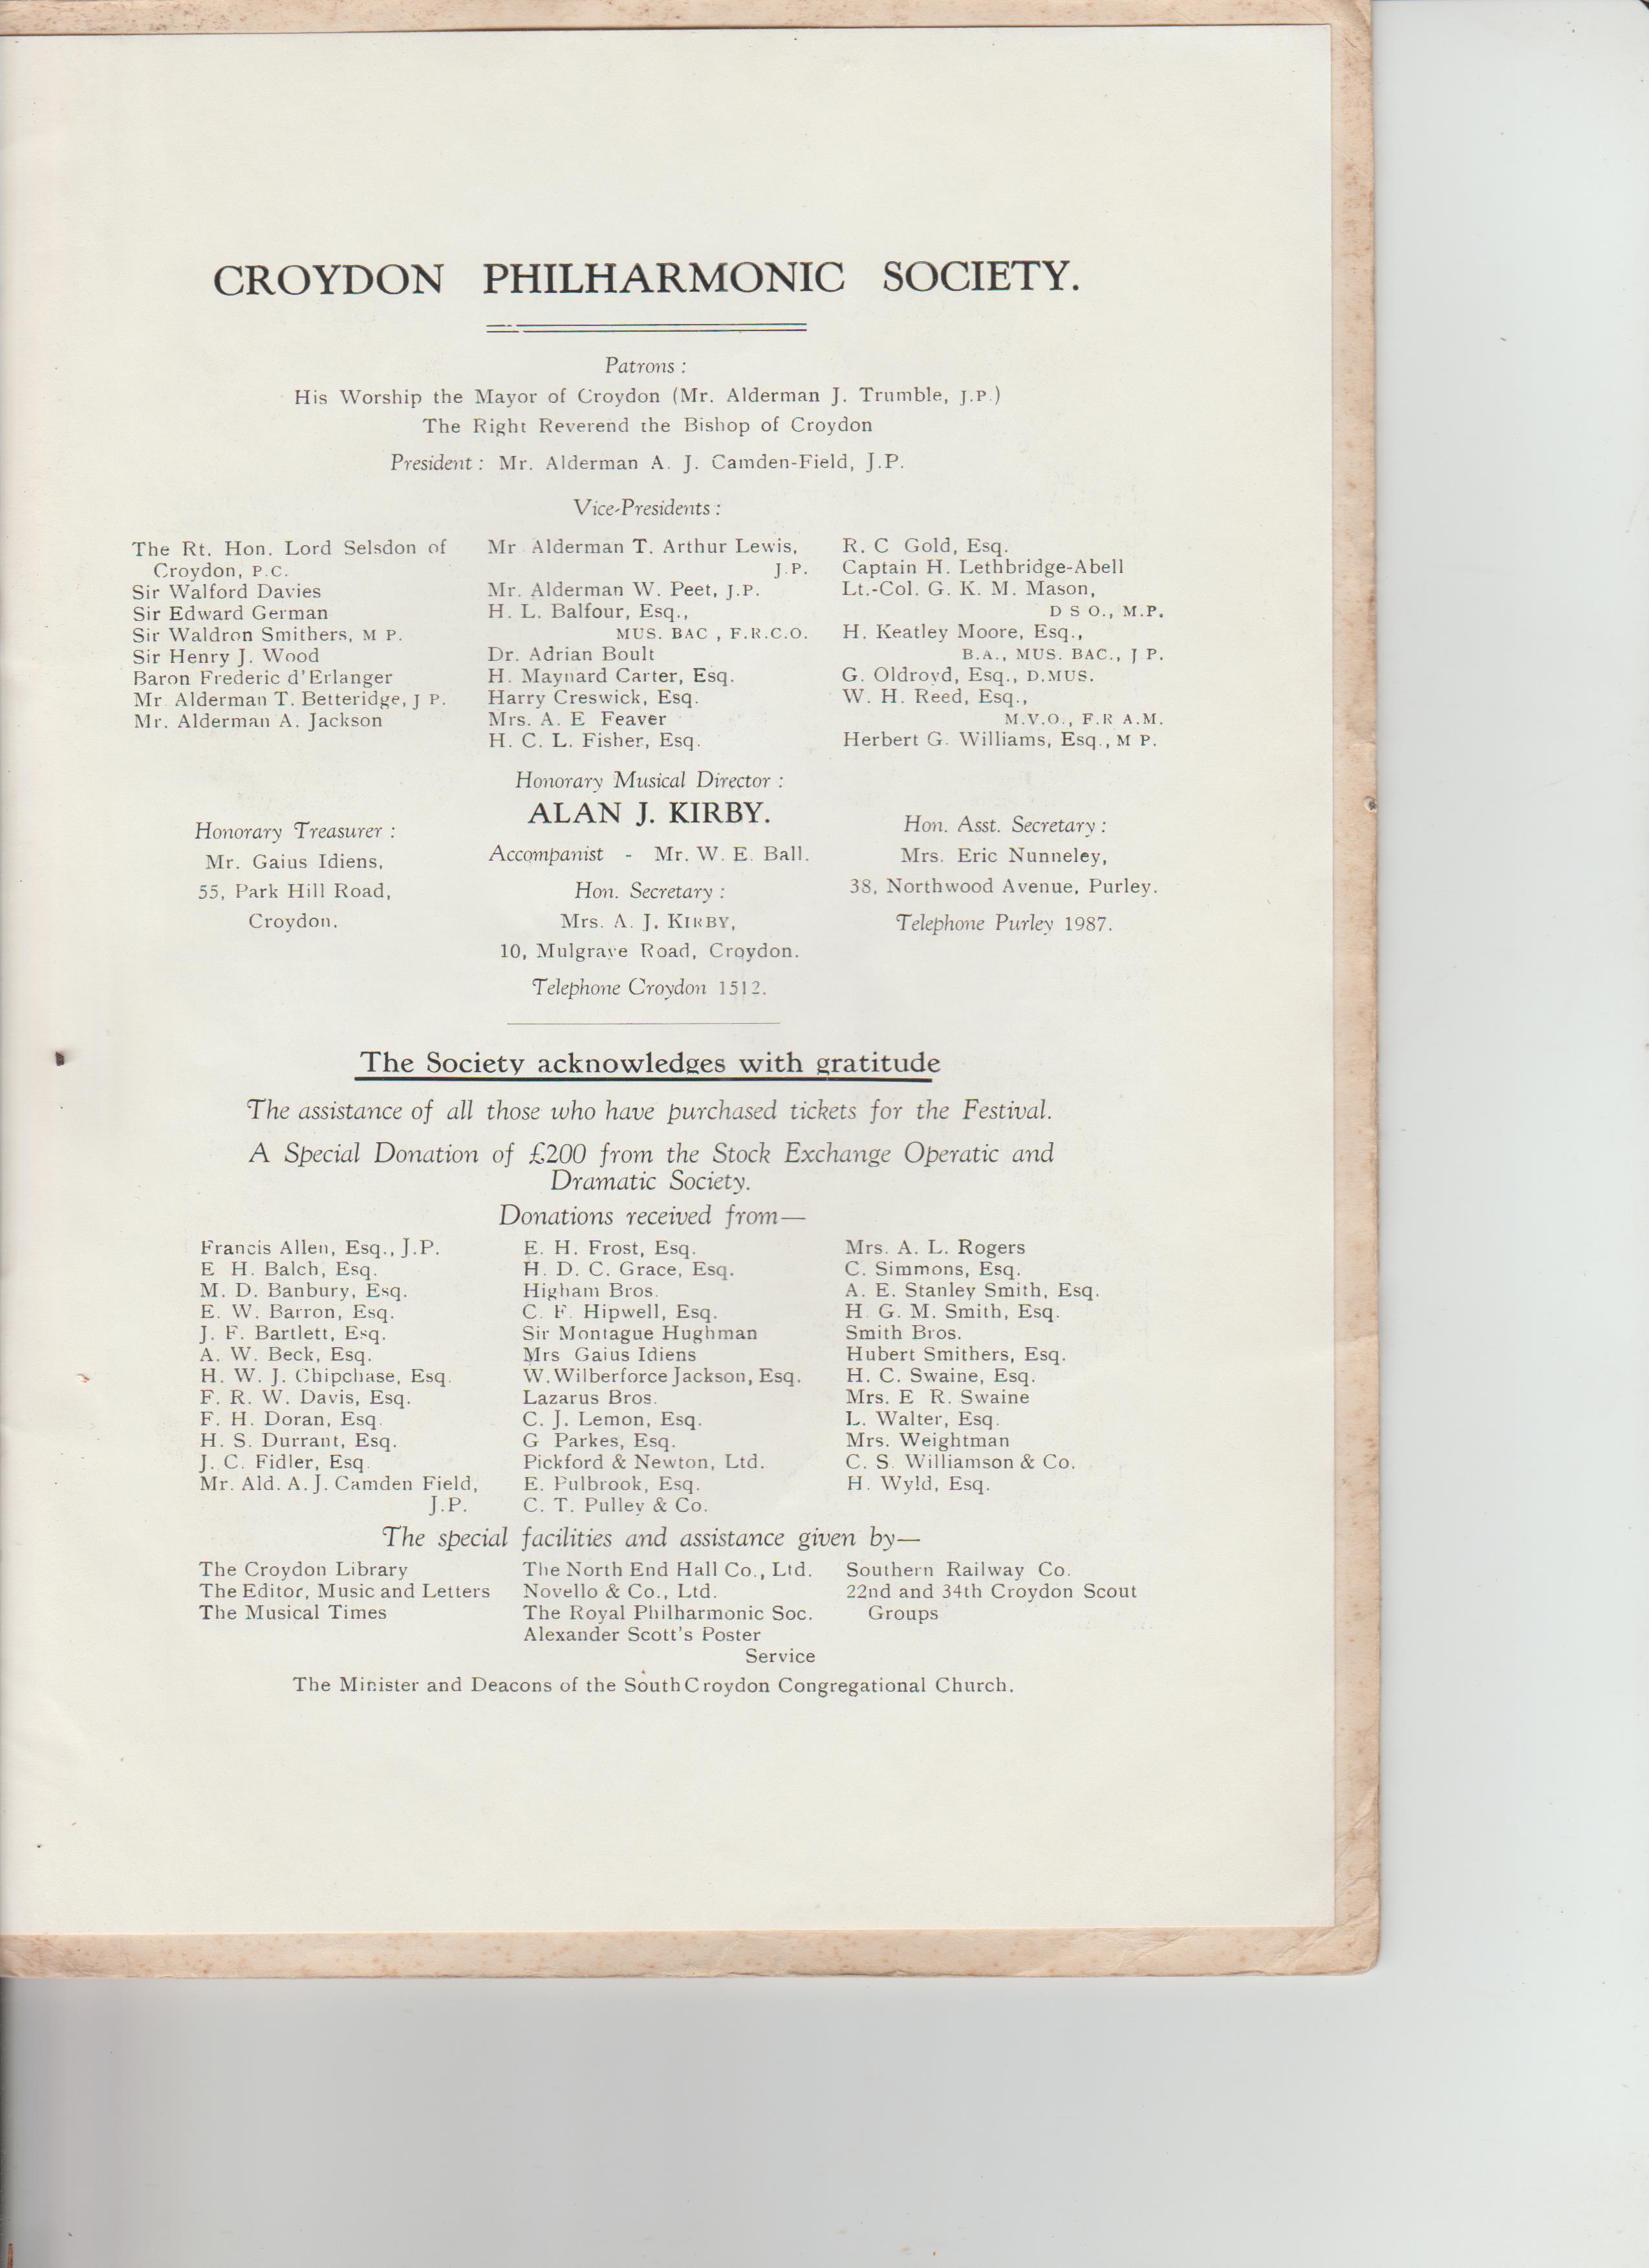 CROYDON PHILHARMONIC SOCIETY.
Patrons :
His Worship the Mayor of Croydon (Mr. Alderman J. Trumble, J.P.)
The Right Reverend the Bishop of Croydon
President : Mr. Alderman A. J. Camden-Field, J.P.
Vice-Presidents :
The Rt. Hon. Lord Selsdon of
Croydon, P.C.
Sir Walford Davies
Sir Edward German
Sir Waldron Smithers, M P.
Sir Henry J. Wood
Baron Frederic d'Erlanger
Mr Alderman T. Betteridge, J P.
Mr. Alderman A. Jackson
Mr Alderman T. Arthur Lewis,
J.P.
Mr. Alderman W. Peet, J.P.
H. L. Balfour, Esq.,
MUS. BAC , F.R.C.O.
Dr. Adrian Boult
H. Maynard Carter, Esq.
Harry Creswick, Esq.
Mrs. A. E Feaver
H. C. L. Fisher, Esq.
R. C Gold, Esq.
Captain H. Lethbridge-Abell
Lt.-Col. G. K. M. Mason,
D S O., M.P.
H. Keatley Moore, Esq.,
B.A., MUS. BAC., J P.
G. Oldroyd, Esq., D.MUS.
W. H. Reed, Esq.,
M.V.O., F.R A.M.
Herbert G. Williams, Esq., M P.
Honorary Musical Director :
ALAN J. KIRBY.
Accompanist - Mr. W. E. Ball.
Honorary Treasurer :
Mr. Gaius Idiens,
55, Park Hill Road,
Croydon.
Hon. Secretary :
Mrs. A. J. KIRBY,
10, Mulgrave Road, Croydon.
Telephone Croydon 1512.
Hon. Asst. Secretary :
Mrs. Eric Nunneley,
38, Northwood Avenue, Purley.
Telephone Purley 1987.
The Society acknowledges with gratitude
The assistance of all those who have purchased tickets for the Festival.
A Special Donation of £200 from the Stock Exchange Operatic and
Dramatic Society.
Donations received from—
Francis Allen, Esq., J.P.
E H. Balch, Esq.
M. D. Banbury, Esq.
E. W. Barron, Esq.
J. F. Bartlett, Esq.
A. W. Beck, Esq.
H. W. J. Chipchase, Esq.
F. R. W. Davis, Esq.
F. H. Doran, Esq.
H. S. Durrant, Esq.
J. C. Fidler, Esq.
Mr. Ald. A. J. Camden Field,
J.P.
E. H. Frost, Esq.
H. D. C. Grace, Esq.
Higham Bros.
C. F. Hipwell, Esq.
Sir Montague Hughman
Mrs Gaius Idiens
W. Wilberforce Jackson, Esq.
Lazarus Bros.
C. J. Lemon, Esq.
G Parkes, Esq.
Pickford & Newton, Ltd.
E. Pulbrook, Esq.
C. T. Pulley & Co.
Mrs. A. L. Rogers
C. Simmons, Esq.
A. E. Stanley Smith, Esq.
H. G. M. Smith, Esq.
Smith Bros.
Hubert Smithers, Esq.
H. C. Swaine, Esq.
Mrs. E R. Swaine
L. Walter, Esq.
Mrs. Weightman
C. S. Williamson & Co.
H. Wyld, Esq.
The special facilities and assistance given by—
The Croydon Library
The Editor, Music and Letters
The Musical Times
The North End Hall Co., Ltd.
Novello & Co., Ltd.
The Royal Philharmonic Soc.
Alexander Scott's Poster
Service
Southern Railway Co.
22nd and 34th Croydon Scout
Groups
The Minister and Deacons of the South Croydon Congregational Church.